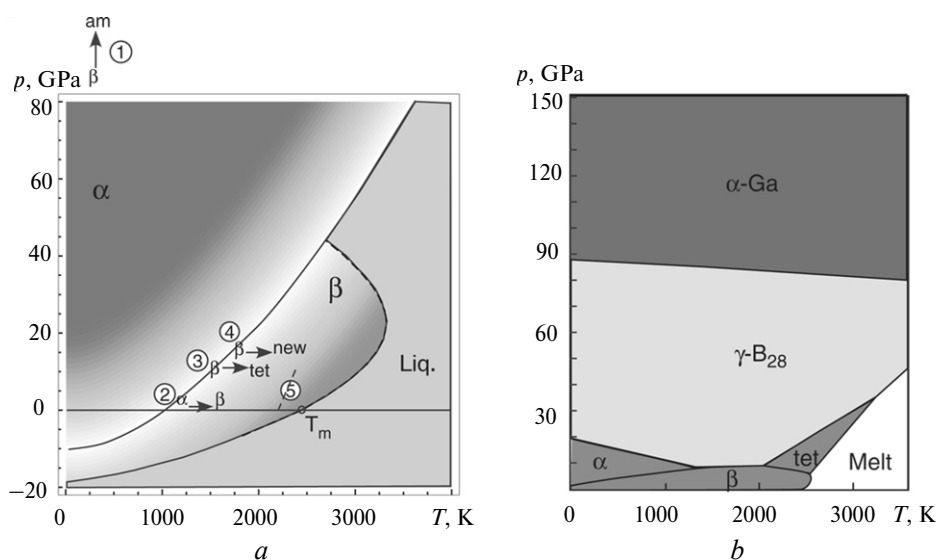 am
①
β
p, GPa
80
60
40
20
0
−20
α
β
④
β → new
③
β → tet
②
α → β
⑤
Tm
Liq.
0
1000
2000
3000
T, K
a
p, GPa
150
120
90
60
30
α-Ga
γ-B28
α
β
tet
Melt
0
1000
2000
3000
T, K
b